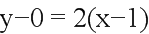 y−0 = 2(x−1)